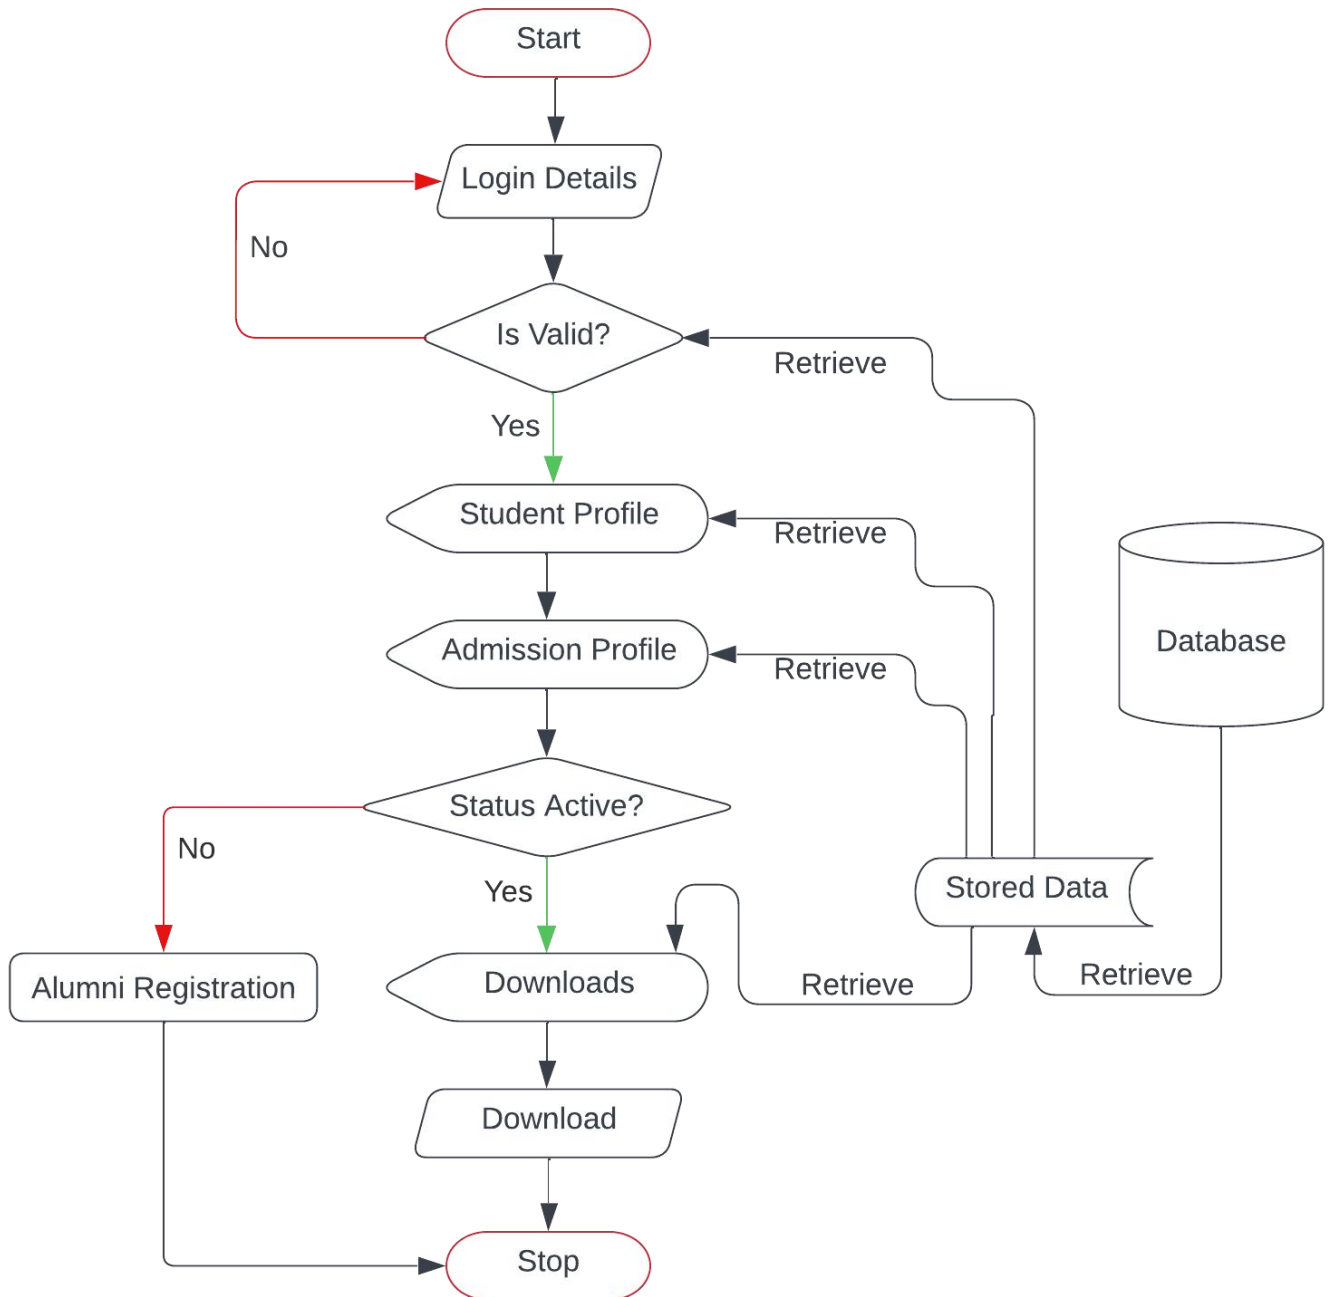 Start
Login Details
No
Is Valid?
Retrieve
Yes
Student Profile
Retrieve
Database
Admission Profile
Retrieve
Status Active?
No
Yes
Stored Data
Alumni Registration
Downloads
Retrieve
Retrieve
Download
Stop